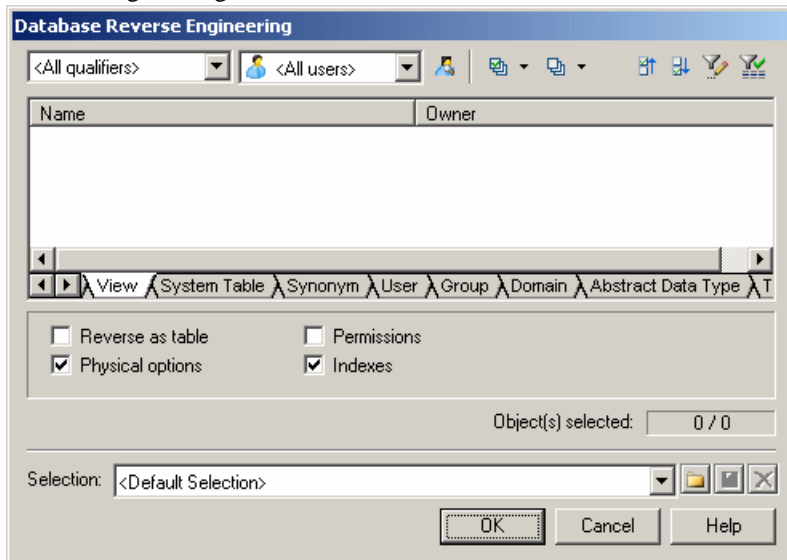 Database Reverse Engineering
<All qualifiers> <All users>
Name Owner
View System Table Synonym User Group Domain Abstract Data Type T
Reverse as table Permissions
Physical options Indexes
Object(s) selected: 0 / 0
Selection: <Default Selection>
OK Cancel Help